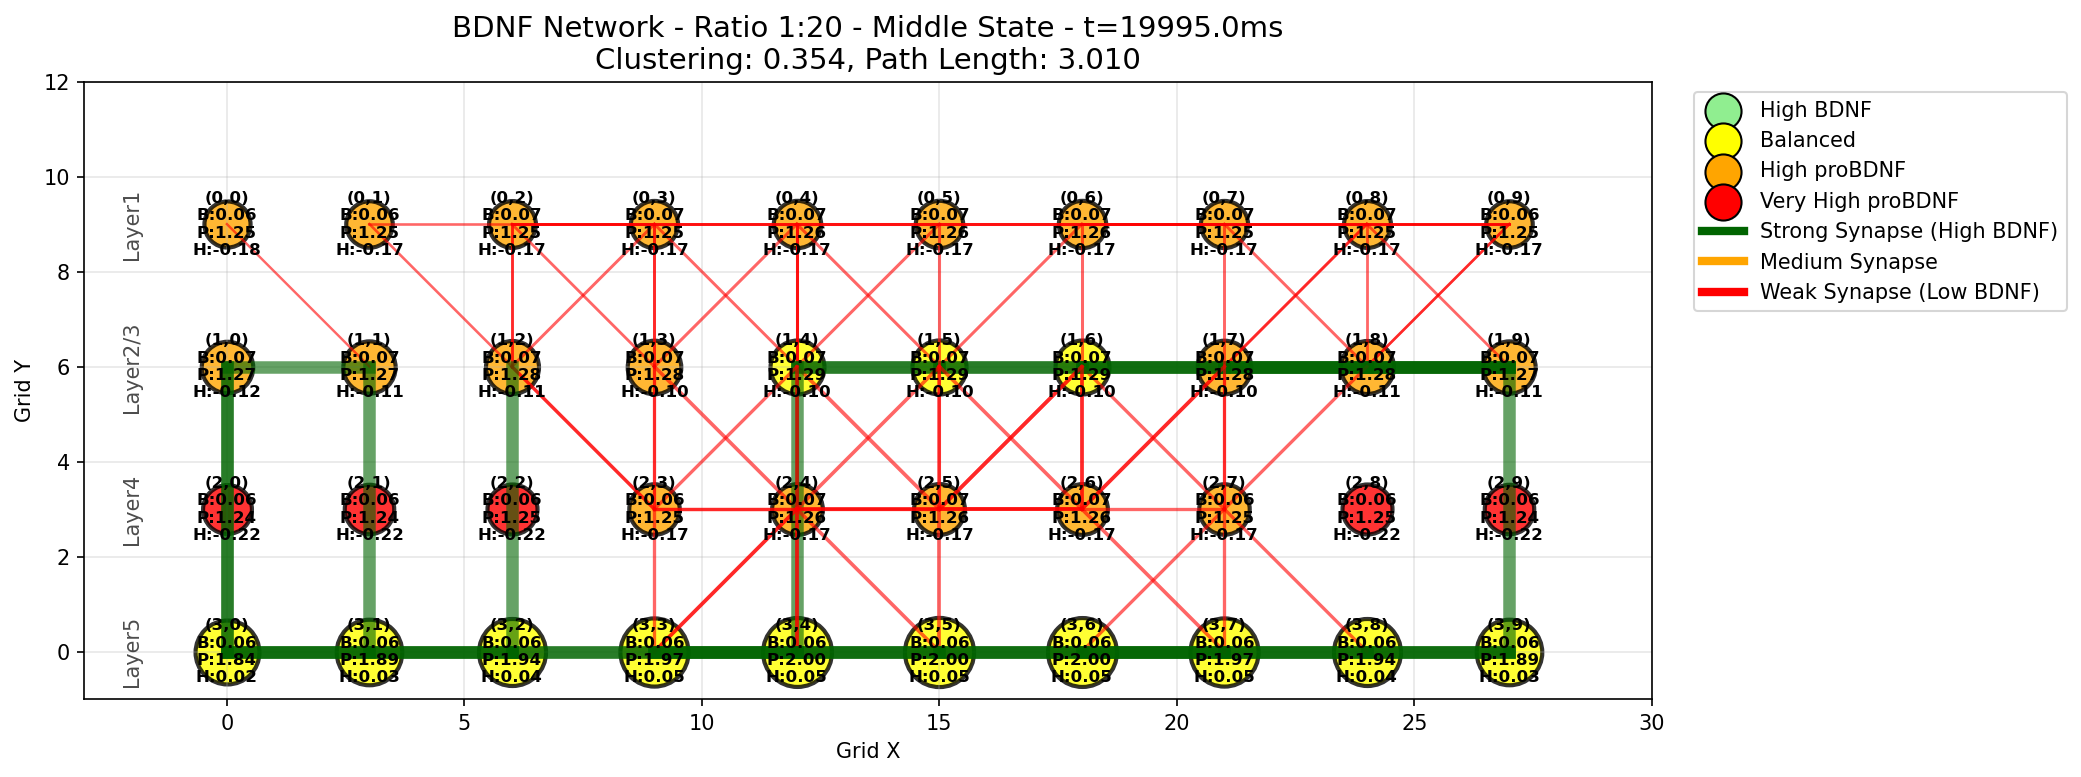 BDNF Network - Ratio 1:20 - Middle State - t=19995.0ms
Clustering: 0.354, Path Length: 3.010
High BDNF
Balanced
High proBDNF
Very High proBDNF
Strong Synapse (High BDNF)
Medium Synapse
Weak Synapse (Low BDNF)
Grid Y
12
10
8
6
4
2
0
Layer1
(0,0) (0,1) (0,2) (0,3) (0,4) (0,5) (0,6) (0,7) (0,8) (0,9)
B:0.06 B:0.06 B:0.07 B:0.07 B:0.07 B:0.07 B:0.07 B:0.07 B:0.07 B:0.06
P:1.25 P:1.25 P:1.25 P:1.25 P:1.26 P:1.26 P:1.26 P:1.25 P:1.25 P:1.25
H:-0.18 H:-0.17 H:-0.17 H:-0.17 H:-0.17 H:-0.17 H:-0.17 H:-0.17 H:-0.17 H:-0.17
Layer2/3
(1,0) (1,1) (1,2) (1,3) (1,4) (1,5) (1,6) (1,7) (1,8) (1,9)
B:0.07 B:0.07 B:0.07 B:0.07 B:0.07 B:0.07 B:0.07 B:0.07 B:0.07 B:0.07
P:1.27 P:1.27 P:1.28 P:1.28 P:1.29 P:1.29 P:1.29 P:1.28 P:1.28 P:1.27
H:-0.12 H:-0.11 H:-0.11 H:-0.10 H:-0.10 H:-0.10 H:-0.10 H:-0.10 H:-0.11 H:-0.11
Layer4
(2,0) (2,1) (2,2) (2,3) (2,4) (2,5) (2,6) (2,7) (2,8) (2,9)
B:0.06 B:0.06 B:0.06 B:0.06 B:0.07 B:0.07 B:0.07 B:0.06 B:0.06 B:0.06
P:1.24 P:1.24 P:1.25 P:1.25 P:1.26 P:1.26 P:1.26 P:1.25 P:1.25 P:1.24
H:-0.22 H:-0.22 H:-0.22 H:-0.17 H:-0.17 H:-0.17 H:-0.17 H:-0.17 H:-0.22 H:-0.22
Layer5
(3,0) (3,1) (3,2) (3,3) (3,4) (3,5) (3,6) (3,7) (3,8) (3,9)
B:0.06 B:0.06 B:0.06 B:0.06 B:0.06 B:0.06 B:0.06 B:0.06 B:0.06 B:0.06
P:1.84 P:1.89 P:1.94 P:1.97 P:2.00 P:2.00 P:2.00 P:1.97 P:1.94 P:1.89
H:0.02 H:0.03 H:0.04 H:0.05 H:0.05 H:0.05 H:0.05 H:0.05 H:0.04 H:0.03
0 5 10 15 20 25 30
Grid X